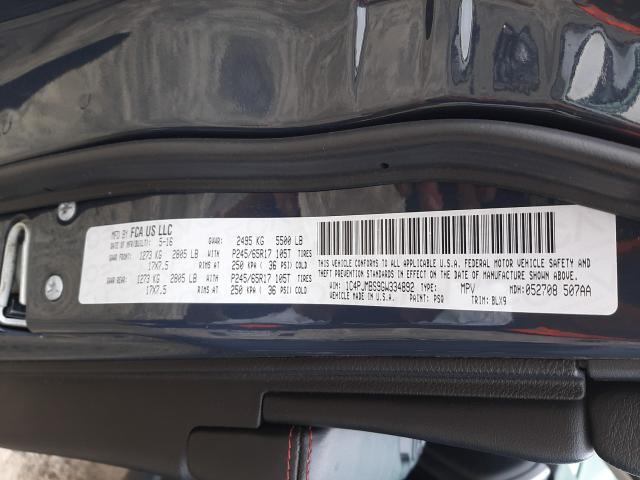 MFD BY FCA US LLC
DATE OF MFR/BUILT: 5-16 GVWR: 2495 KG 5500 LB
GAWR FRONT: 1273 KG 2805 LB WITH P245/65R17 105T TIRES
17X7.5 RIMS AT 250 KPA ( 36 PSI) COLD
GAWR REAR: 1273 KG 2805 LB WITH P245/65R17 105T TIRES
17X7.5 RIMS AT 250 KPA ( 36 PSI) COLD
THIS VEHICLE CONFORMS TO ALL APPLICABLE U.S.A. FEDERAL MOTOR VEHICLE SAFETY AND
THEFT PREVENTION STANDARDS IN EFFECT ON THE DATE OF MANUFACTURE SHOWN ABOVE.
VIN: 1C4PJMBS9GW334892 TYPE: MPV MDH: 052708 507AA
VEHICLE MADE IN U.S.A. PAINT: TRIM: BLX9